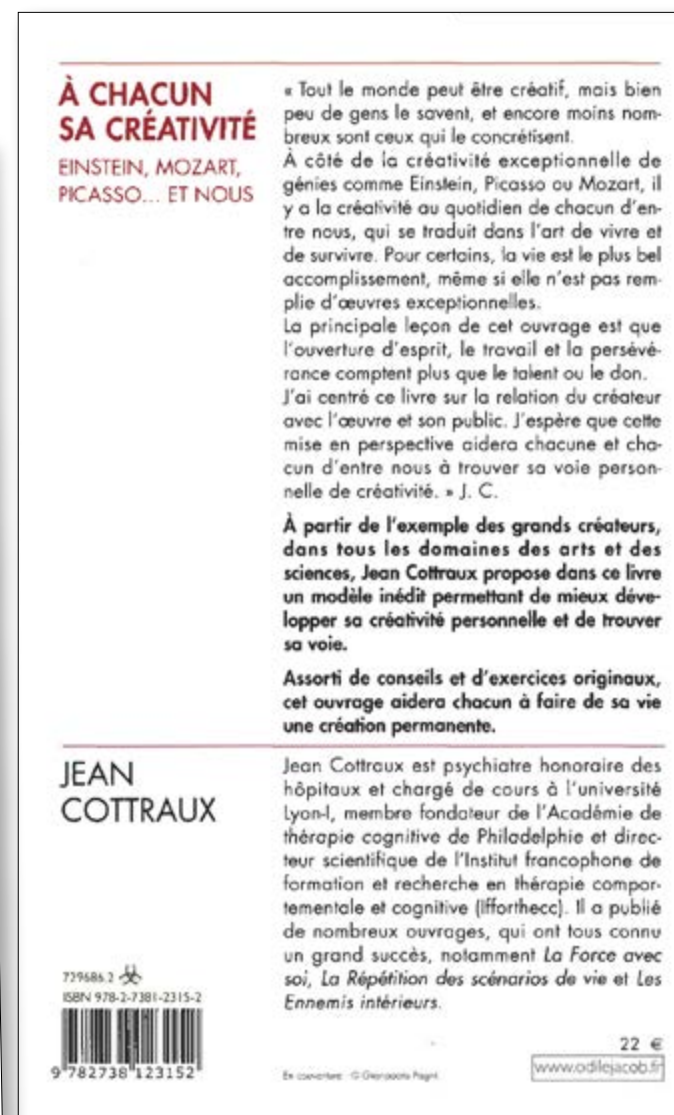 À CHACUN
SA CRÉATIVITÉ
EINSTEIN, MOZART,
PICASSO... ET NOUS
« Tout le monde peut être créatif, mais bien
peu de gens le savent, et encore moins nom-
breux sont ceux qui le concrétisent.
À côté de la créativité exceptionnelle de
génies comme Einstein, Picasso ou Mozart, il
y a la créativité au quotidien de chacun d'en-
tre nous, qui se traduit dans l'art de vivre et
de survivre. Pour certains, la vie est le plus bel
accomplissement, même si elle n'est pas rem-
plie d'œuvres exceptionnelles.
La principale leçon de cet ouvrage est que
l'ouverture d'esprit, le travail et la persévé-
rance comptent plus que le talent ou le don.
J'ai centré ce livre sur la relation du créateur
avec l'œuvre et son public. J'espère que cette
mise en perspective aidera chacune et cha-
cun d'entre nous à trouver sa voie person-
nelle de créativité. » J. C.
À partir de l'exemple des grands créateurs,
dans tous les domaines des arts et des
sciences, Jean Cottraux propose dans ce livre
un modèle inédit permettant de mieux déve-
lopper sa créativité personnelle et de trouver
sa voie.
Assorti de conseils et d'exercices originaux,
cet ouvrage aidera chacun à faire de sa vie
une création permanente.
JEAN
COTTRAUX
Jean Cottraux est psychiatre honoraire des
hôpitaux et chargé de cours à l'université
Lyon-I, membre fondateur de l'Académie de
thérapie cognitive de Philadelphie et direc-
teur scientifique de l'Institut francophone de
formation et recherche en thérapie compor-
tementale et cognitive (Ifforthecc). Il a publié
de nombreux ouvrages, qui ont tous connu
un grand succès, notamment La Force avec
soi, La Répétition des scénarios de vie et Les
Ennemis intérieurs.
729686.2
ISBN 978-2-7381-2315-2
9 782738 123152
En couverture : ©
22 €
www.odilejacob.fr